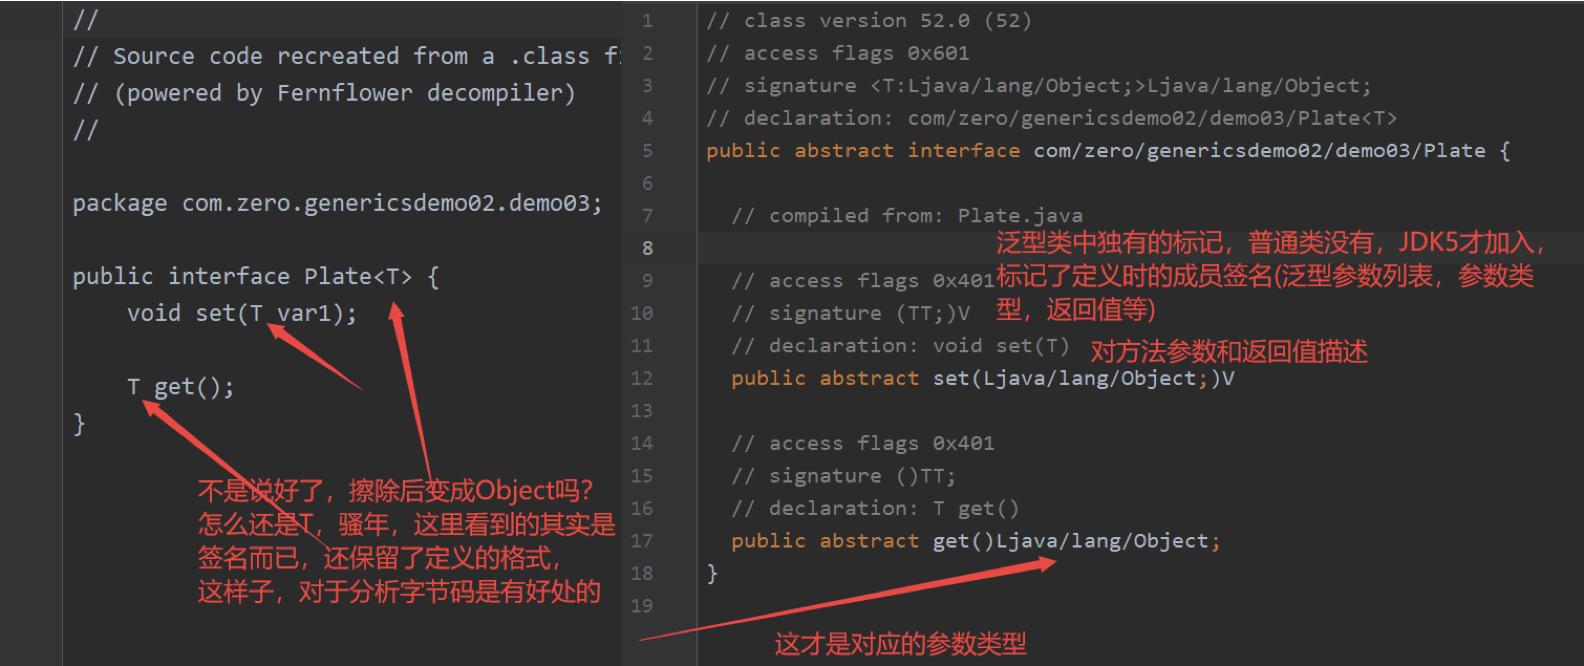 //
// Source code recreated from a .class fi
// (powered by Fernflower decompiler)
//
package com.zero.genericsdemo02.demo03;
public interface Plate<T> {
void set(T var1);
T get();
}
不是说好了，擦除后变成Object吗？
怎么还是T，骚年，这里看到的其实是
签名而已，还保留了定义的格式，
这样子，对于分析字节码是有好处的
1 // class version 52.0 (52)
2 // access flags 0x601
3 // signature <T:Ljava/lang/Object;>Ljava/lang/Object;
4 // declaration: com/zero/genericsdemo02/demo03/Plate<T>
5 public abstract interface com/zero/genericsdemo02/demo03/Plate {
6
7 // compiled from: Plate.java
8
泛型类中独有的标记，普通类没有，JDK5才加入，
标记了定义时的成员签名(泛型参数列表，参数类
型，返回值等)
9 // access flags 0x401
10 // signature (TT;)V
11 // declaration: void set(T)
对方法参数和返回值描述
12 public abstract set(Ljava/lang/Object;)V
13
14 // access flags 0x401
15 // signature ()TT;
16 // declaration: T get()
17 public abstract get()Ljava/lang/Object;
18 }
19
这才是对应的参数类型